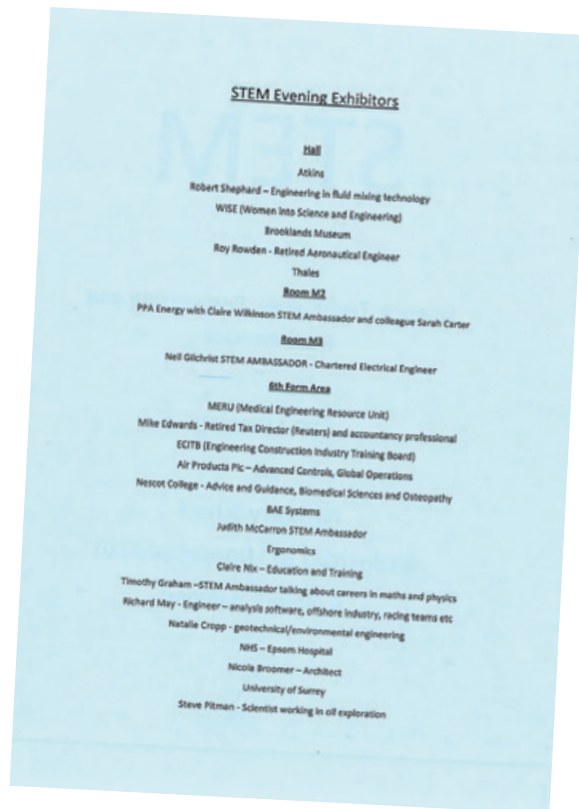 STEM Evening Exhibitors
Hall
Atkins
Robert Shephard – Engineering in fluid mixing technology
WISE (Women into Science and Engineering)
Brooklands Museum
Roy Rowden - Retired Aeronautical Engineer
Thales
Room M2
PPA Energy with Claire Wilkinson STEM Ambassador and colleague Sarah Carter
Room M3
Neil Gilchrist STEM AMBASSADOR - Chartered Electrical Engineer
6th Form Area
MERU (Medical Engineering Resource Unit)
Mike Edwards - Retired Tax Director (Reuters) and accountancy professional
ECITB (Engineering Construction Industry Training Board)
Air Products Plc – Advanced Controls, Global Operations
Nescot College - Advice and Guidance, Biomedical Sciences and Osteopathy
BAE Systems
Judith McCarron STEM Ambassador
Ergonomics
Claire Nix – Education and Training
Timothy Graham –STEM Ambassador talking about careers in maths and physics
Richard May - Engineer – analysis software, offshore industry, racing teams etc
Natalie Cropp - geotechnical/environmental engineering
NHS – Epsom Hospital
Nicola Broomer – Architect
University of Surrey
Steve Pitman - Scientist working in oil exploration